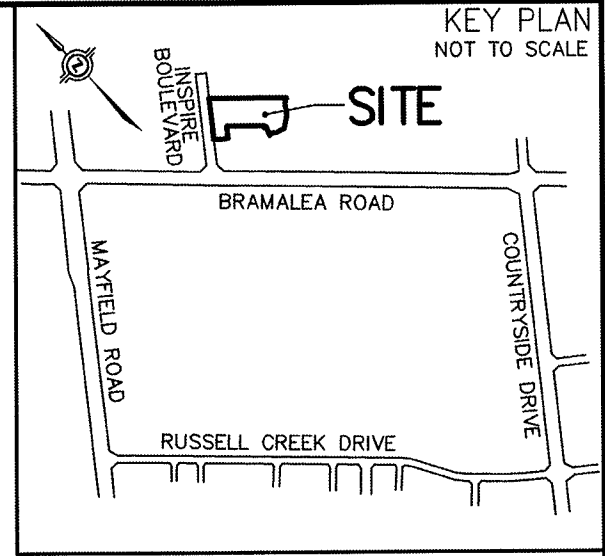 KEY PLAN
NOT TO SCALE
INSPIRE
BOULEVARD
SITE
BRAMALEA ROAD
MAYFIELD ROAD
COUNTRYSIDE DRIVE
RUSSELL CREEK DRIVE